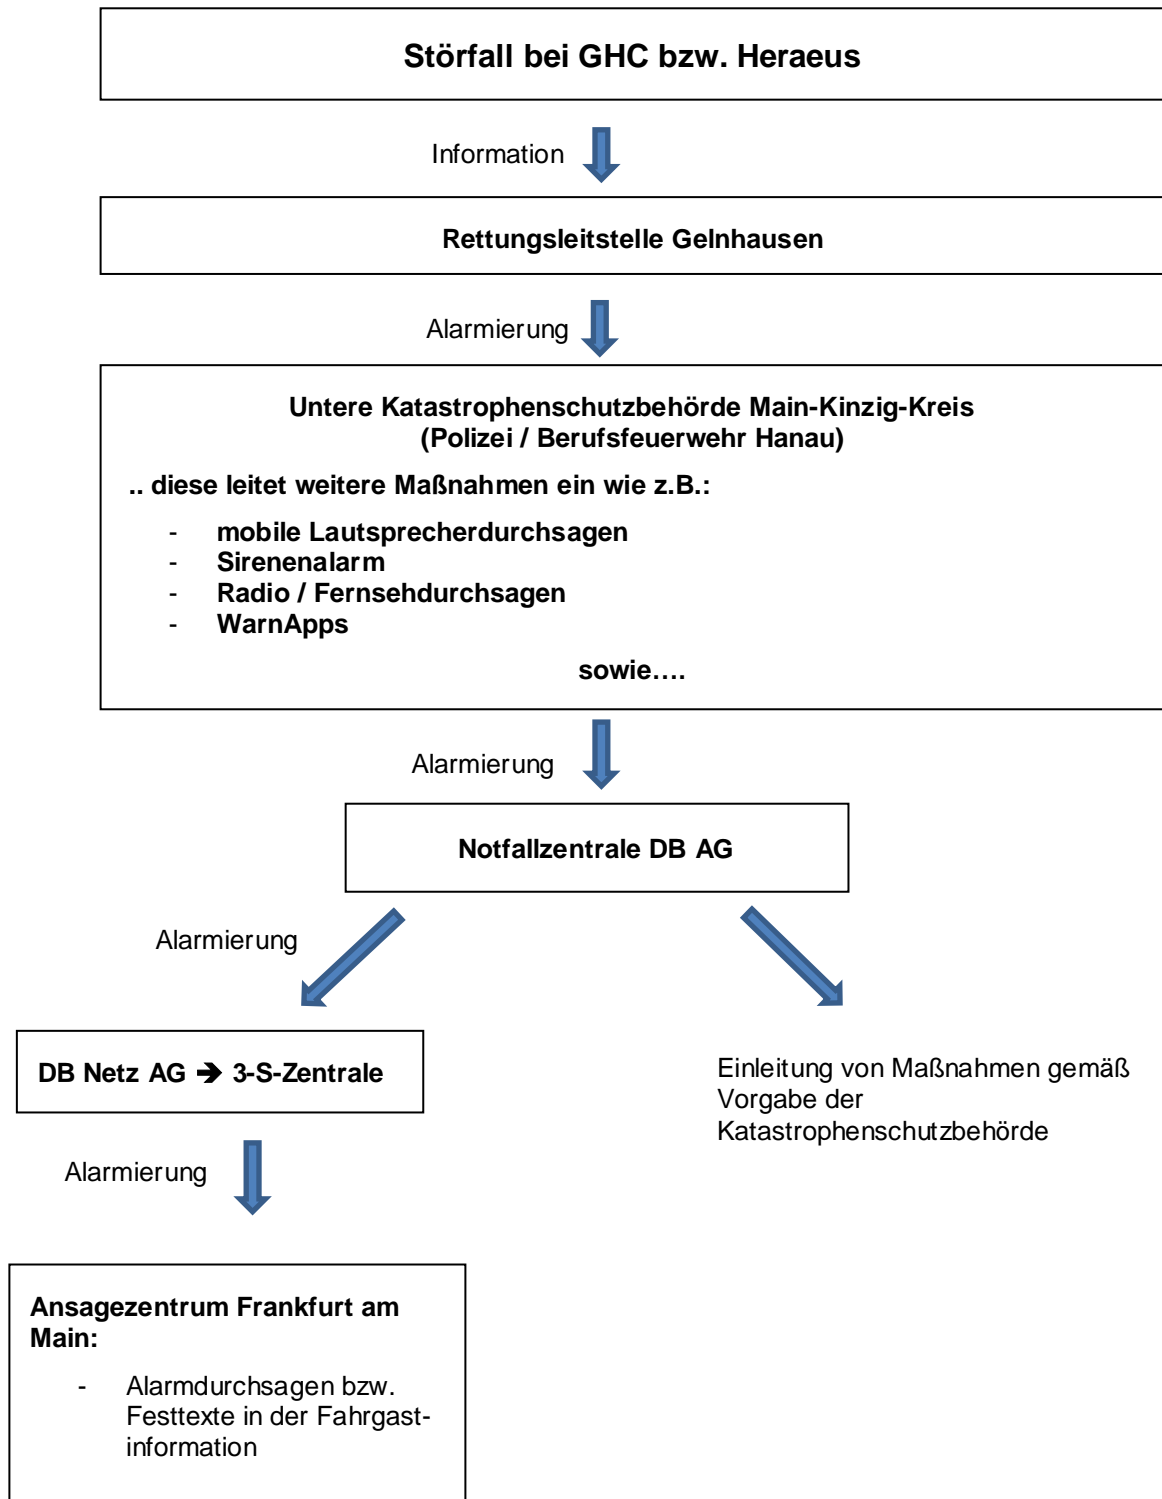 Störfall bei GHC bzw. Heraeus
Information
Rettungsleitstelle Gelnhausen
Alarmierung
Untere Katastrophenschutzbehörde Main-Kinzig-Kreis
(Polizei / Berufsfeuerwehr Hanau)
.. diese leitet weitere Maßnahmen ein wie z.B.:
- mobile Lautsprecherdurchsagen
- Sirenenalarm
- Radio / Fernsehdurchsagen
- WarnApps
sowie….
Alarmierung
Notfallzentrale DB AG
Alarmierung
DB Netz AG ➔ 3-S-Zentrale
Einleitung von Maßnahmen gemäß
Vorgabe der
Katastrophenschutzbehörde
Alarmierung
Ansagezentrum Frankfurt am
Main:
- Alarmdurchsagen bzw.
Festtexte in der Fahrgast-
information